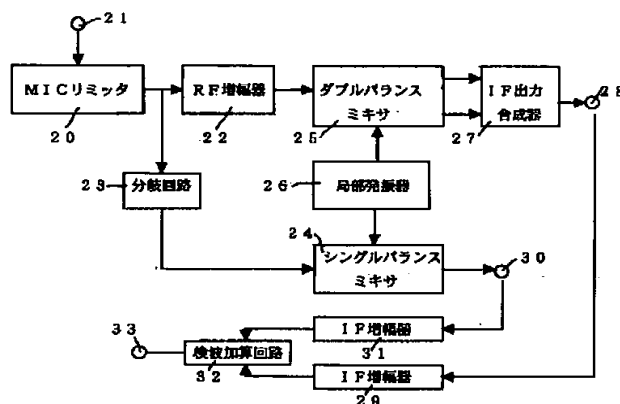 21
MICリミッタ
20
RF増幅器
22
ダブルバランス
ミキサ
25
IF出力
合成器
27
28
23
分岐回路
26
局部発振器
24
シングルバランス
ミキサ
30
IF増幅器
31
33
検波加算回路
32
IF増幅器
29